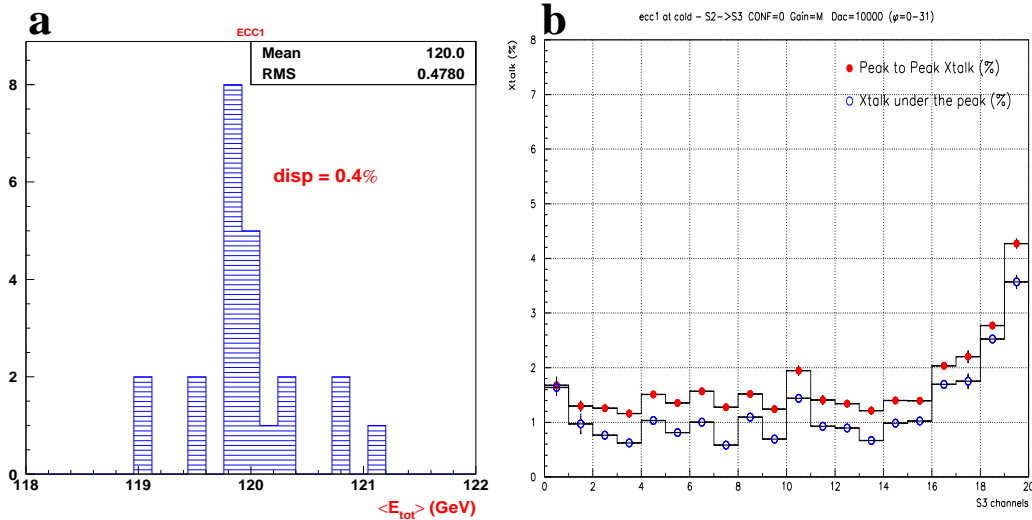 a
ECC1
Mean 120.0
RMS 0.4780
disp = 0.4%
8
6
4
2
0
118 119 120 121 122
<E_tot> (GeV)
b
ecc1 at cold - S2->S3 CONF=0 Gain=M Dac=10000 (φ=0-31)
Xtalk (%)
Peak to Peak Xtalk (%)
Xtalk under the peak (%)
8
7
6
5
4
3
2
1
0
0 2 4 6 8 10 12 14 16 18 20
S3 channels